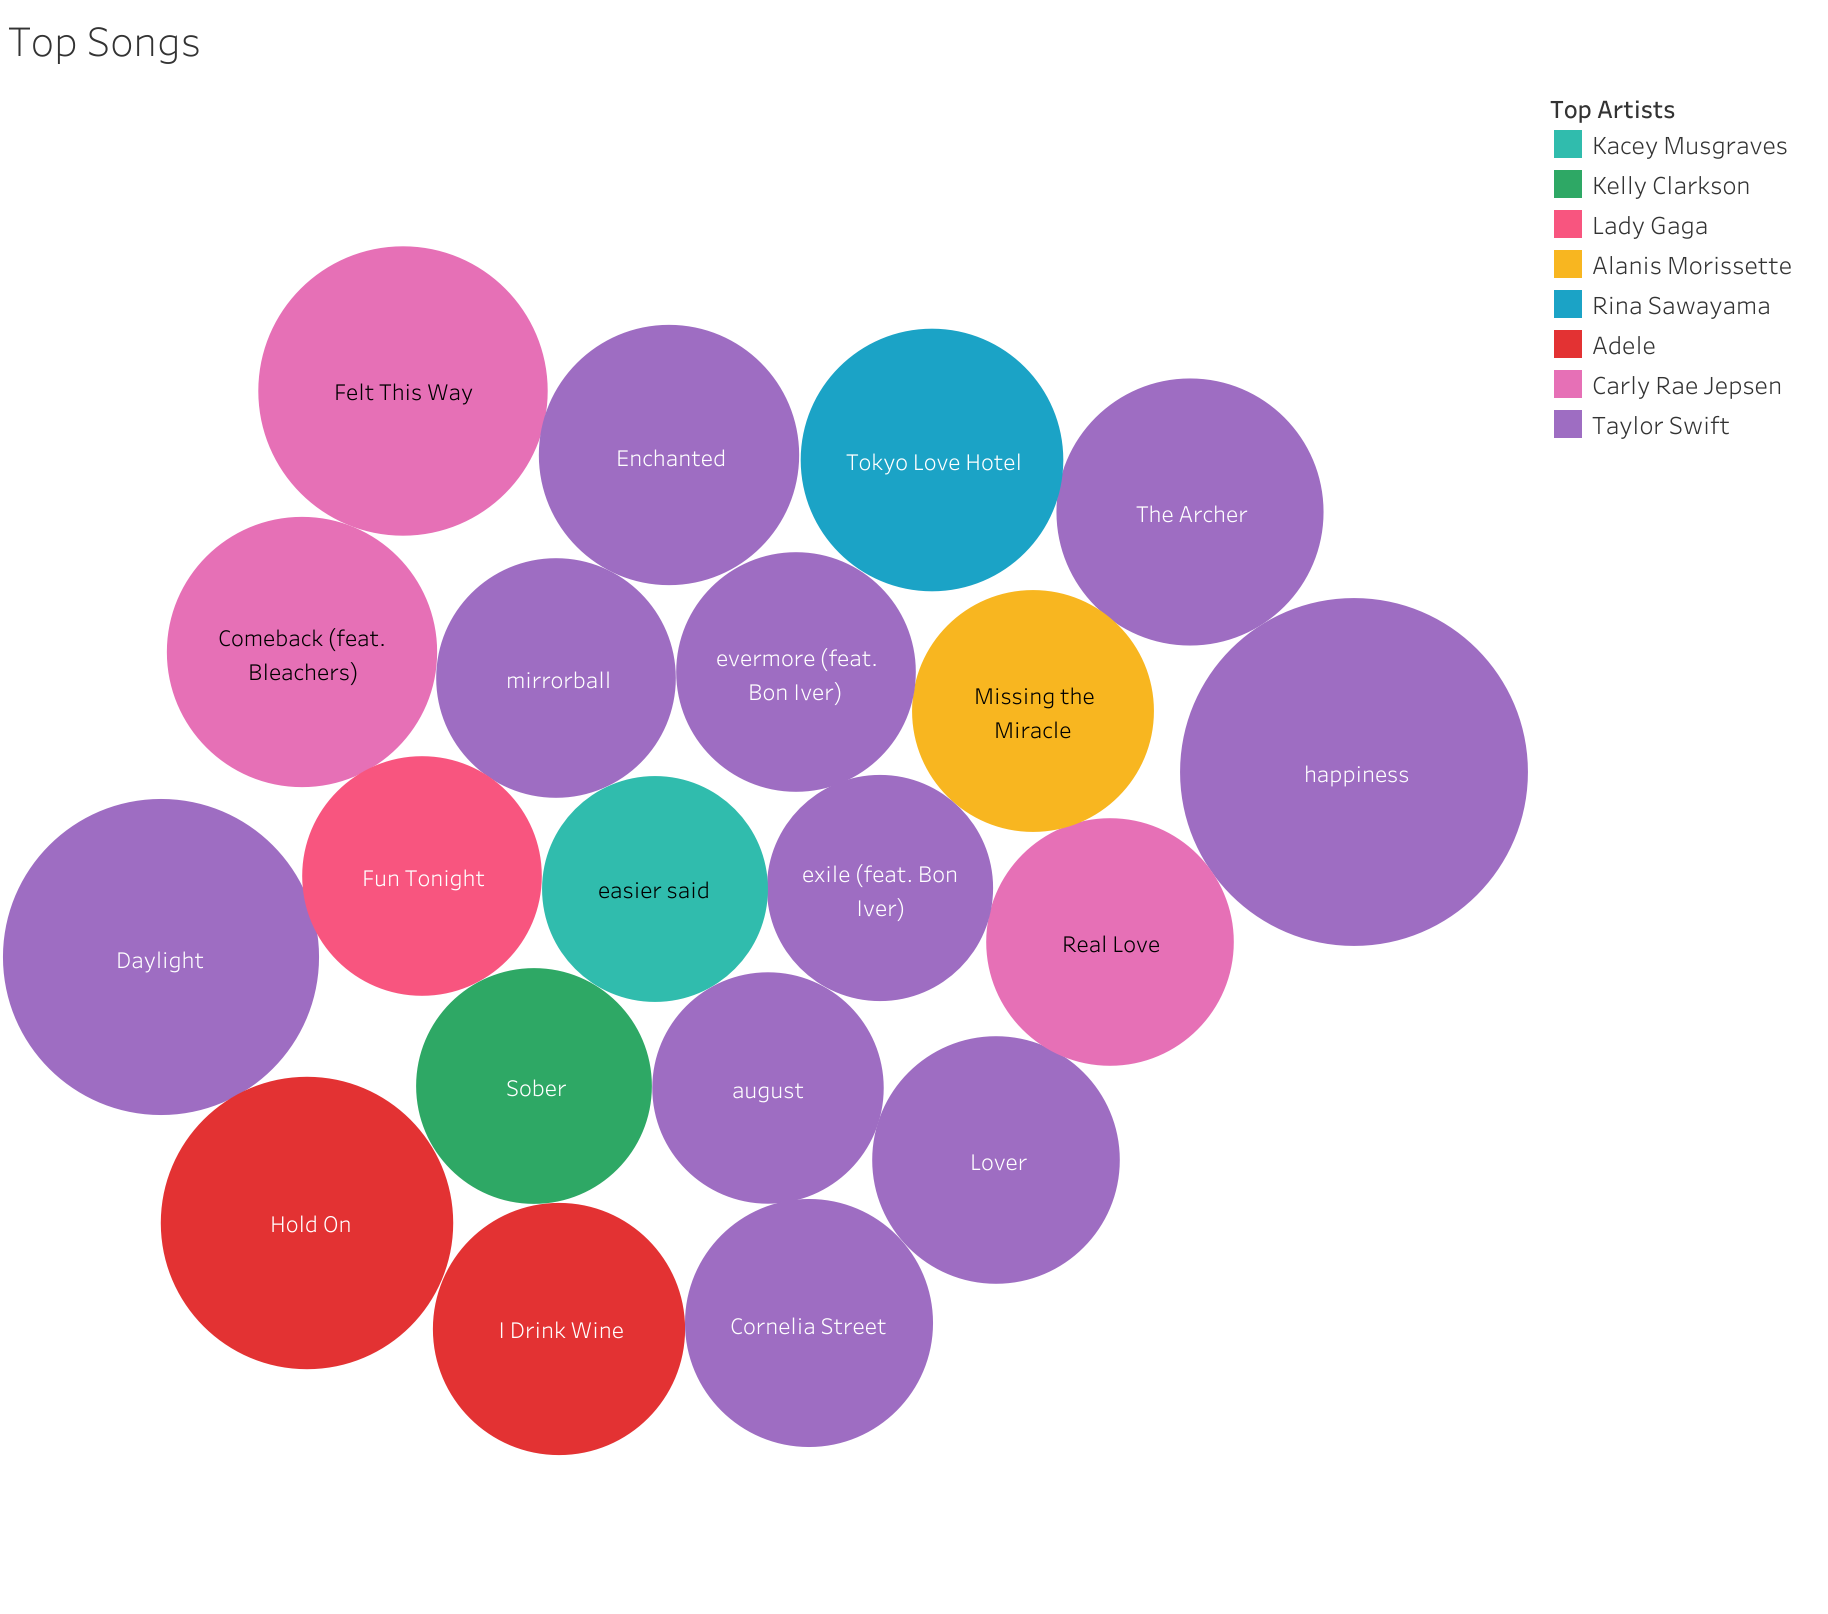 Top Songs
Top Artists
Kacey Musgraves
Kelly Clarkson
Lady Gaga
Alanis Morissette
Rina Sawayama
Adele
Carly Rae Jepsen
Taylor Swift
Felt This Way
Enchanted
Tokyo Love Hotel
The Archer
Comeback (feat.
Bleachers)
mirrorball
evermore (feat.
Bon Iver)
Missing the
Miracle
happiness
Fun Tonight
easier said
exile (feat. Bon
Iver)
Real Love
Daylight
Sober
august
Lover
Hold On
I Drink Wine
Cornelia Street